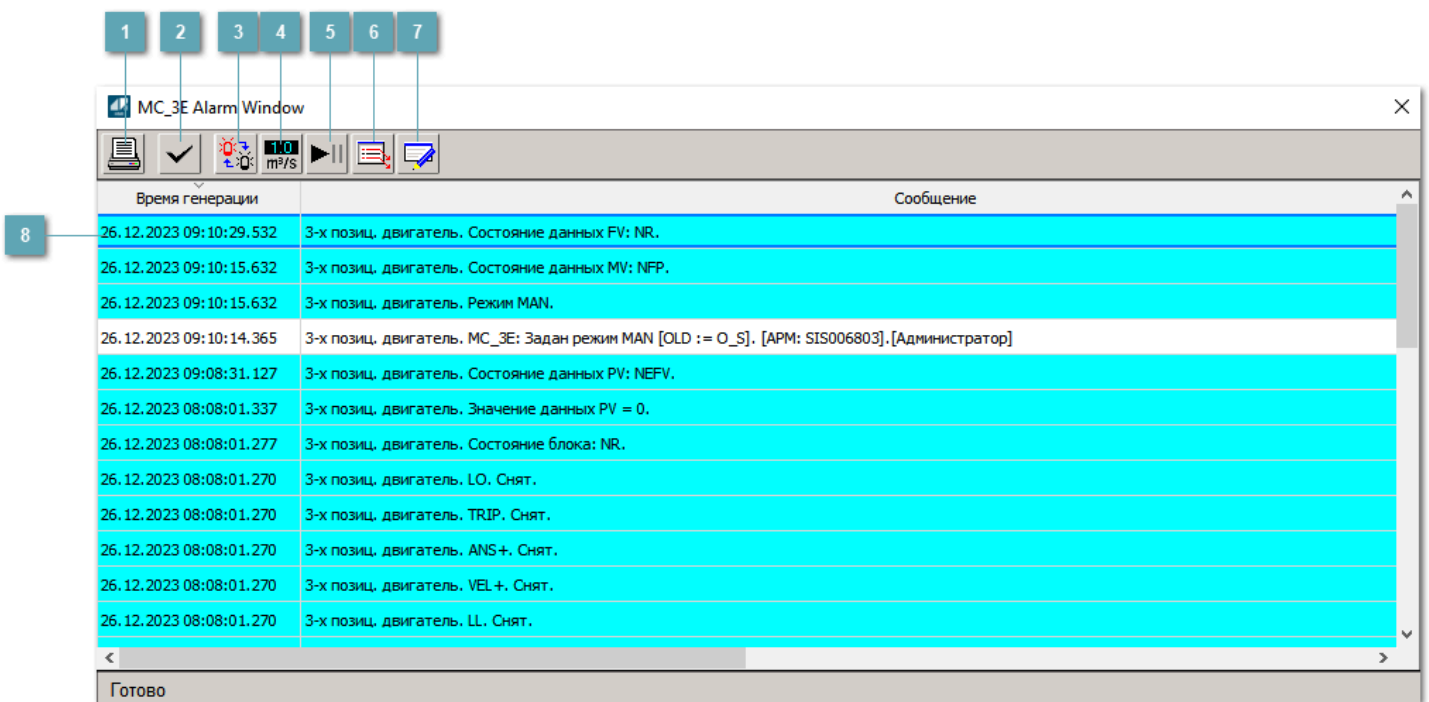 1 2 3 4 5 6 7
MC_3E Alarm Window
1.0
m³/s
Время генерации Сообщение
8
26.12.2023 09:10:29.532 3-х позиц. двигатель. Состояние данных FV: NR.
26.12.2023 09:10:15.632 3-х позиц. двигатель. Состояние данных MV: NFP.
26.12.2023 09:10:15.632 3-х позиц. двигатель. Режим MAN.
26.12.2023 09:10:14.365 3-х позиц. двигатель. MC_3E: Задан режим MAN [OLD := O_S]. [АРМ: SIS006803].[Администратор]
26.12.2023 09:08:31.127 3-х позиц. двигатель. Состояние данных PV: NEFV.
26.12.2023 08:08:01.337 3-х позиц. двигатель. Значение данных PV = 0.
26.12.2023 08:08:01.277 3-х позиц. двигатель. Состояние блока: NR.
26.12.2023 08:08:01.270 3-х позиц. двигатель. LO. Снят.
26.12.2023 08:08:01.270 3-х позиц. двигатель. TRIP. Снят.
26.12.2023 08:08:01.270 3-х позиц. двигатель. ANS+. Снят.
26.12.2023 08:08:01.270 3-х позиц. двигатель. VEL+. Снят.
26.12.2023 08:08:01.270 3-х позиц. двигатель. LL. Снят.
Готово